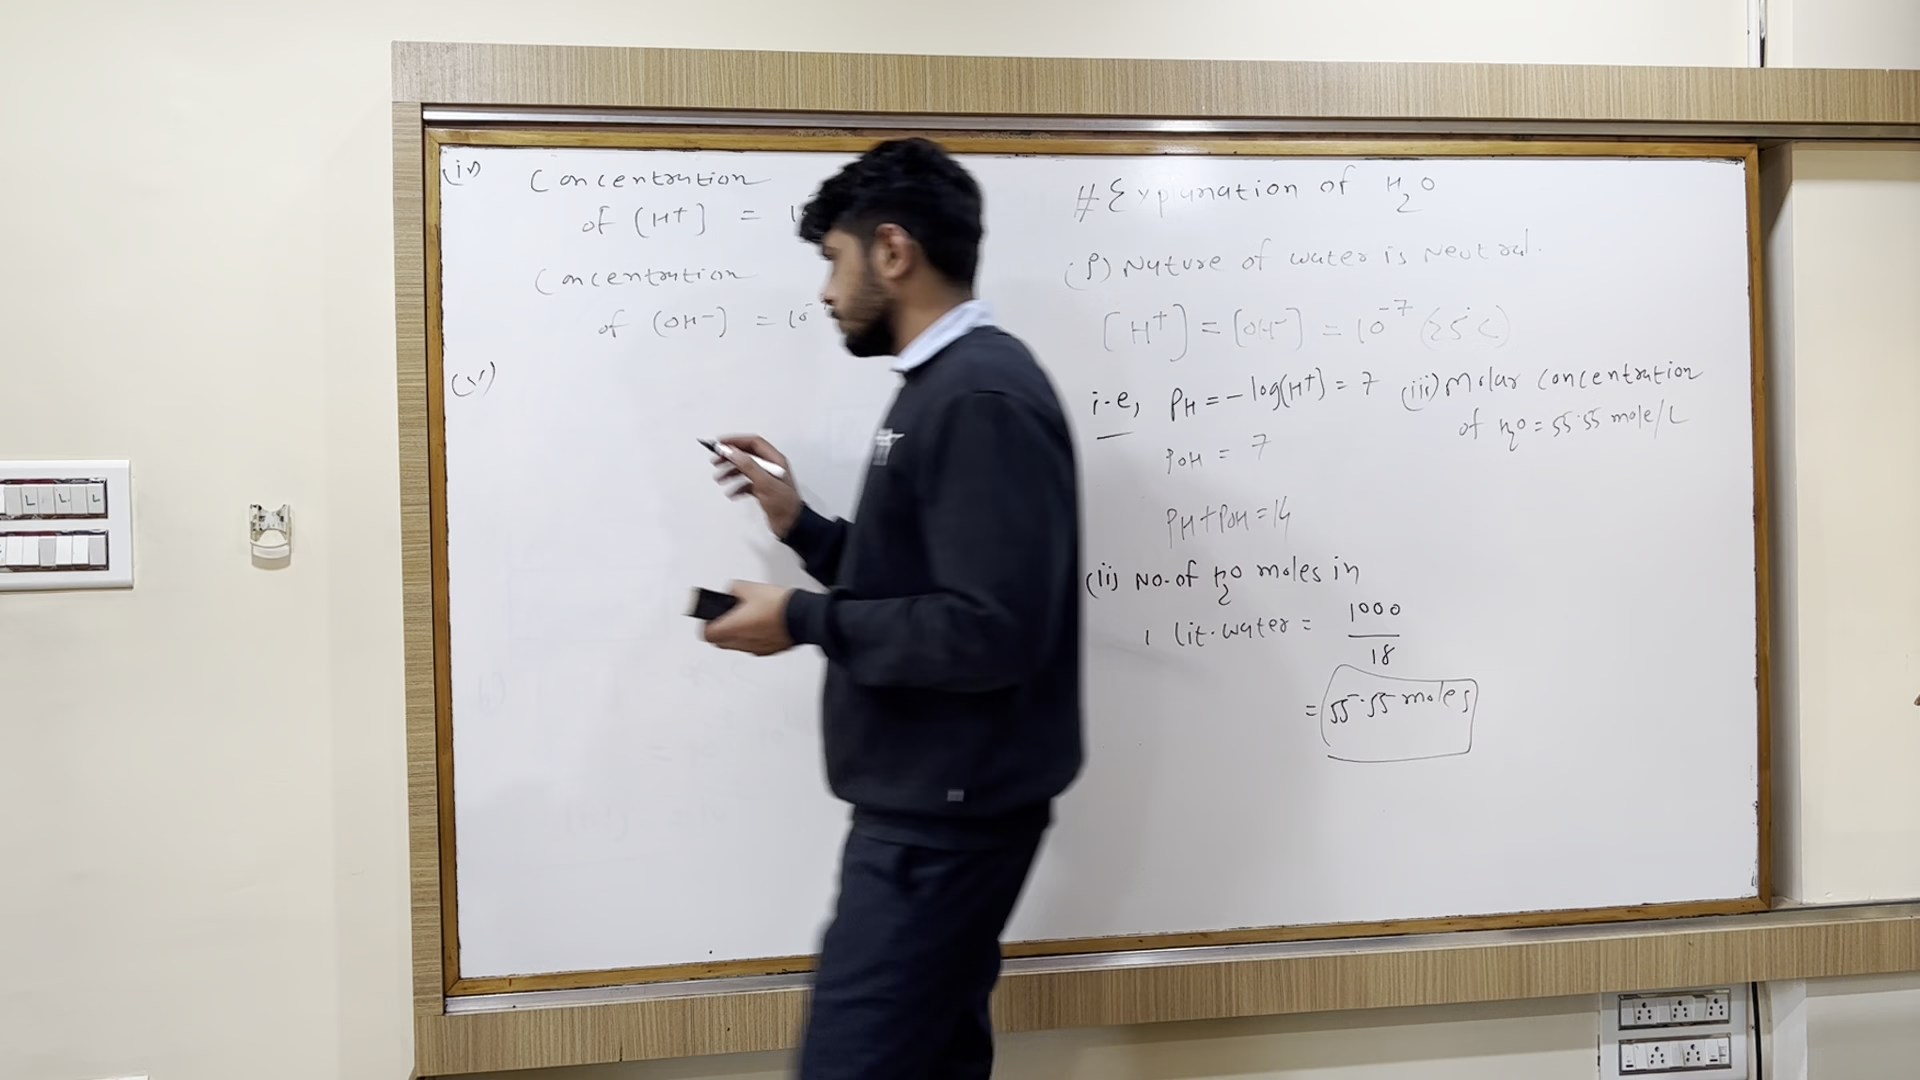 (iv) Concentration
of [H+] = 1
Concentration
of (OH-) = 10-
(v)
# Explanation of H2O
(i) Nature of water is Neutral.
[H+] = [OH-] = 10-7 (25°C)
i-e, PH = - log(H+) = 7
POH = 7
PH + POH = 14
(ii) No. of H2O moles in
1 lit. water = 1000/18
= 55.55 moles
(iii) Molar concentration
of H2O = 55.55 mole/L